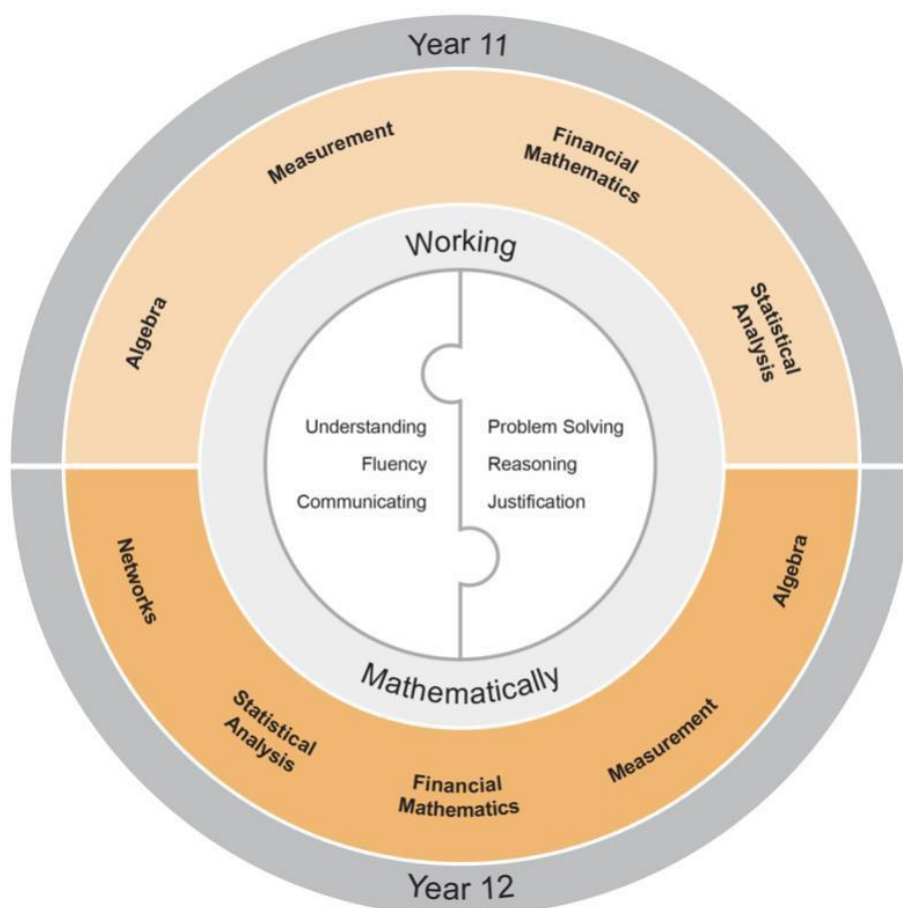 Year 11
Measurement
Financial
Mathematics
Algebra
Statistical
Analysis
Working
Understanding
Fluency
Communicating
Problem Solving
Reasoning
Justification
Mathematically
Networks
Statistical
Analysis
Financial
Mathematics
Measurement
Algebra
Year 12